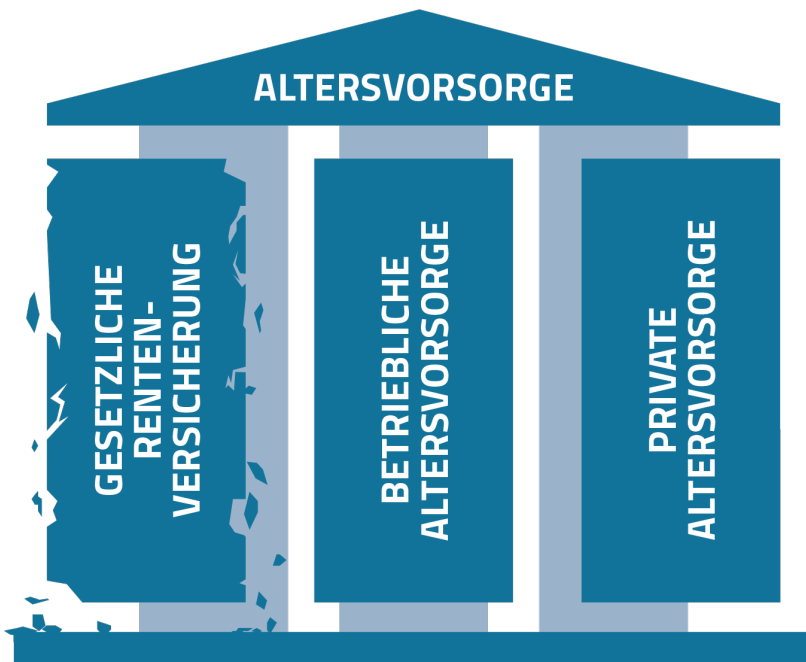 ALTERSVORSORGE
GESETZLICHE
RENTEN-
VERSICHERUNG
BETRIEBLICHE
ALTERSVORSORGE
PRIVATE
ALTERSVORSORGE